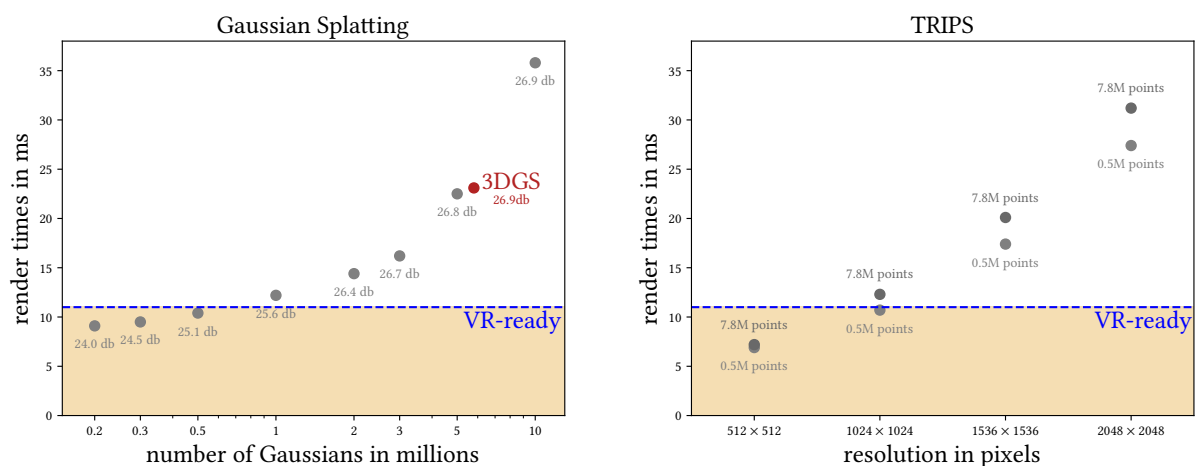 Gaussian Splatting
render times in ms
35
30
25
20
15
10
5
0
26.9 db
3DGS
26.9db
26.8 db
26.7 db
26.4 db
25.6 db
25.1 db
24.5 db
24.0 db
VR-ready
0.2
0.3
0.5
1
2
3
5
10
number of Gaussians in millions
TRIPS
render times in ms
35
30
25
20
15
10
5
0
7.8M points
0.5M points
7.8M points
0.5M points
7.8M points
0.5M points
VR-ready
7.8M points
0.5M points
512 × 512
1024 × 1024
1536 × 1536
2048 × 2048
resolution in pixels